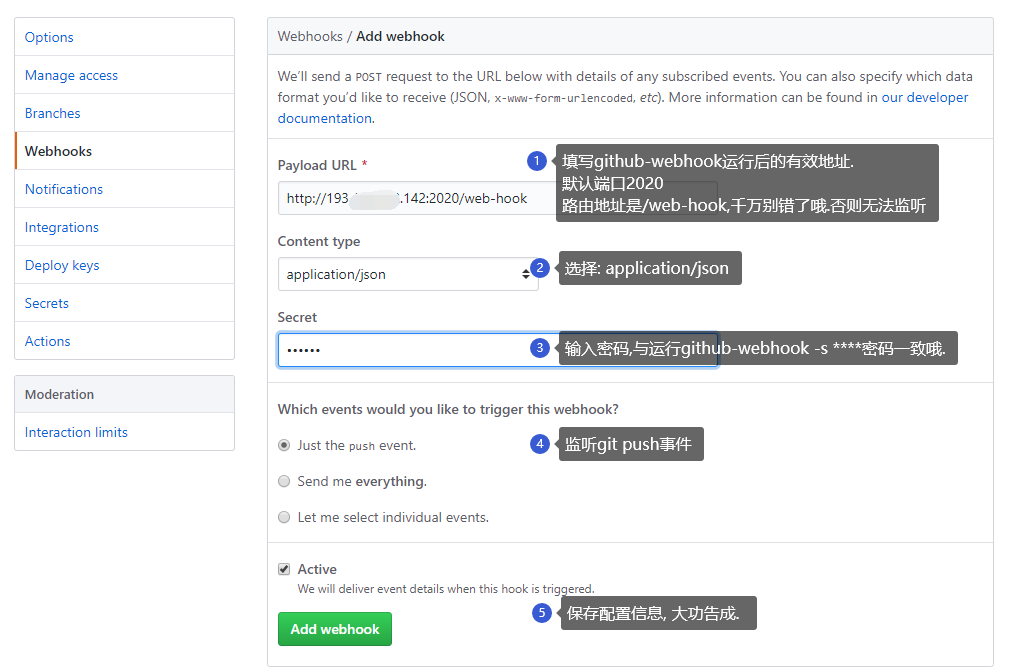 Options
Manage access
Branches
Webhooks
Notifications
Integrations
Deploy keys
Secrets
Actions
Moderation
Interaction limits
Webhooks / Add webhook
We'll send a POST request to the URL below with details of any subscribed events. You can also specify which data
format you'd like to receive (JSON, x-www-form-urlencoded, etc). More information can be found in our developer
documentation.
Payload URL *
http://193. .142:2020/web-hook
1
填写github-webhook运行后的有效地址.
默认端口2020
路由地址是/web-hook,千万别错了哦.否则无法监听
Content type
application/json
2
选择: application/json
Secret
••••••
3
输入密码,与运行github-webhook -s ****密码一致哦.
Which events would you like to trigger this webhook?
Just the push event.
4
监听git push事件
Send me everything.
Let me select individual events.
Active
We will deliver event details when this hook is triggered.
5
保存配置信息, 大功告成.
Add webhook